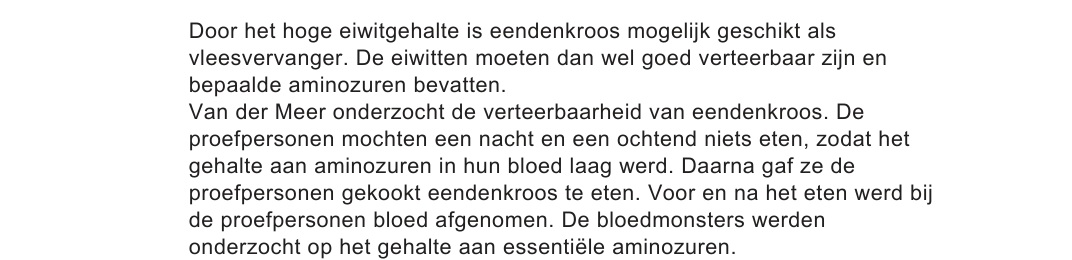 Door het hoge eiwitgehalte is eendenkroos mogelijk geschikt als
vleesvervanger. De eiwitten moeten dan wel goed verteerbaar zijn en
bepaalde aminozuren bevatten.
Van der Meer onderzocht de verteerbaarheid van eendenkroos. De
proefpersonen mochten een nacht en een ochtend niets eten, zodat het
gehalte aan aminozuren in hun bloed laag werd. Daarna gaf ze de
proefpersonen gekookt eendenkroos te eten. Voor en na het eten werd bij
de proefpersonen bloed afgenomen. De bloedmonsters werden
onderzocht op het gehalte aan essentiële aminozuren.